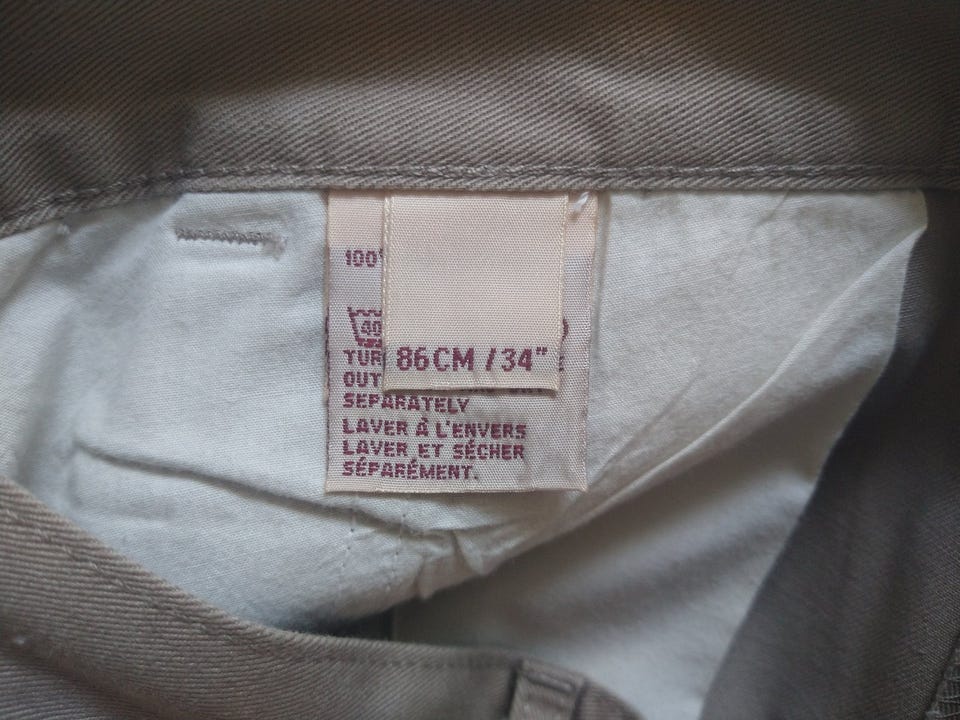 100%
40
86CM / 34"
TUR
OUT
SEPARATELY
LAVER À L'ENVERS
LAVER ET SÉCHER
SÉPARÉMENT.